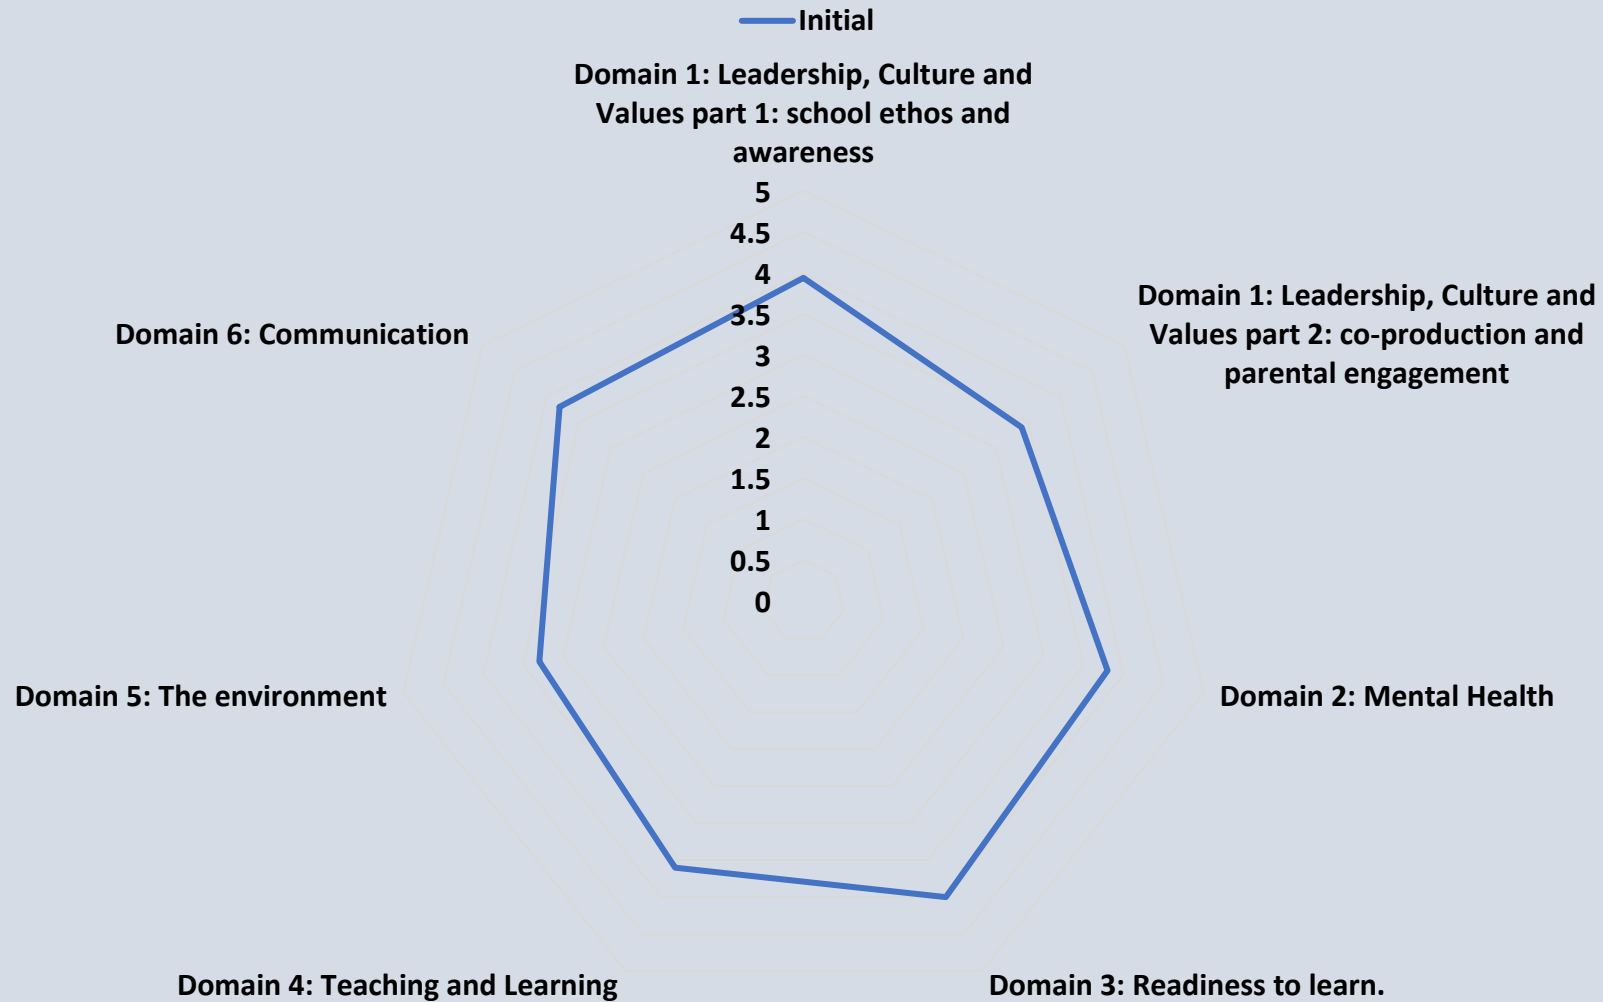 Initial
Domain 1: Leadership, Culture and
Values part 1: school ethos and
awareness
5
4.5
4
3.5
3
2.5
2
1.5
1
0.5
0
Domain 1: Leadership, Culture and
Values part 2: co-production and
parental engagement
Domain 2: Mental Health
Domain 3: Readiness to learn.
Domain 4: Teaching and Learning
Domain 5: The environment
Domain 6: Communication